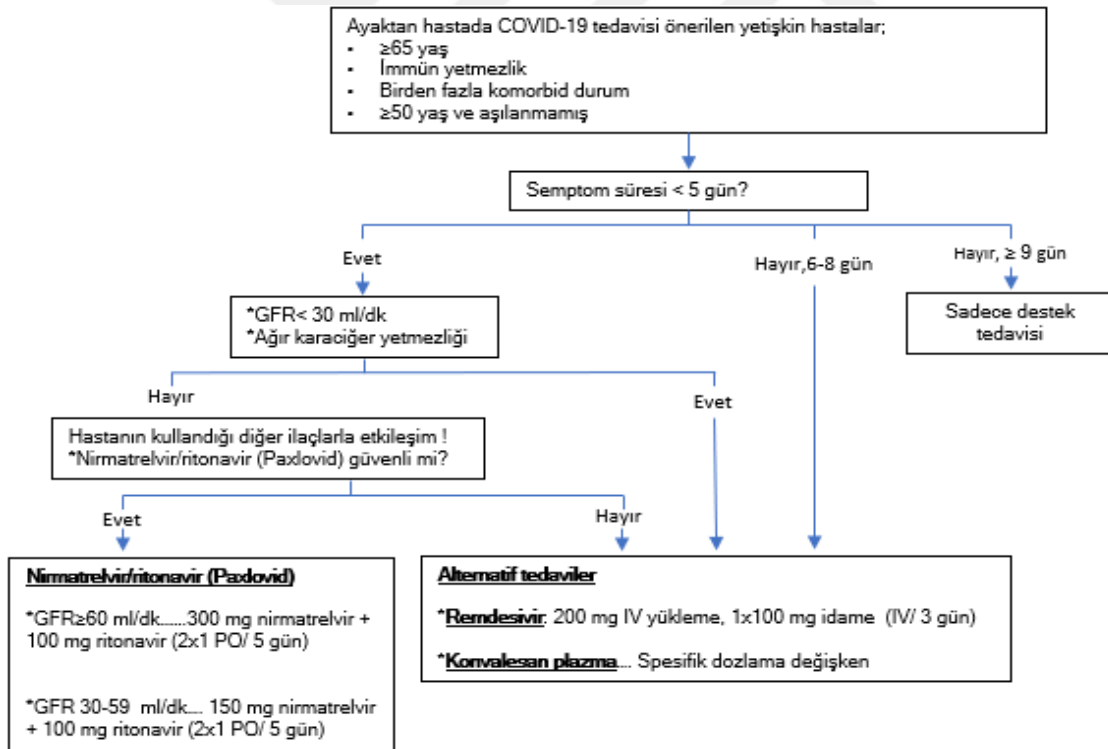 Ayaktan hastada COVID-19 tedavisi önerilen yetişkin hastalar;
- ≥65 yaş
- İmmün yetmezlik
- Birden fazla komorbid durum
- ≥50 yaş ve aşılanmamış
Semptom süresi < 5 gün?
Evet
Hayır,6-8 gün
Hayır, ≥ 9 gün
*GFR< 30 ml/dk
*Ağır karaciğer yetmezliği
Sadece destek
tedavisi
Hayır
Evet
Hastanın kullandığı diğer ilaçlarla etkileşim !
*Nirmatrelvir/ritonavir (Paxlovid) güvenli mi?
Evet
Hayır
Nirmatrelvir/ritonavir (Paxlovid)
*GFR≥60 ml/dk......300 mg nirmatrelvir +
100 mg ritonavir (2x1 PO/ 5 gün)
*GFR 30-59 ml/dk.... 150 mg nirmatrelvir
+ 100 mg ritonavir (2x1 PO/ 5 gün)
Alternatif tedaviler
*Remdesivir: 200 mg IV yükleme, 1x100 mg idame (IV/ 3 gün)
*Konvalesan plazma.... Spesifik dozlama değişken